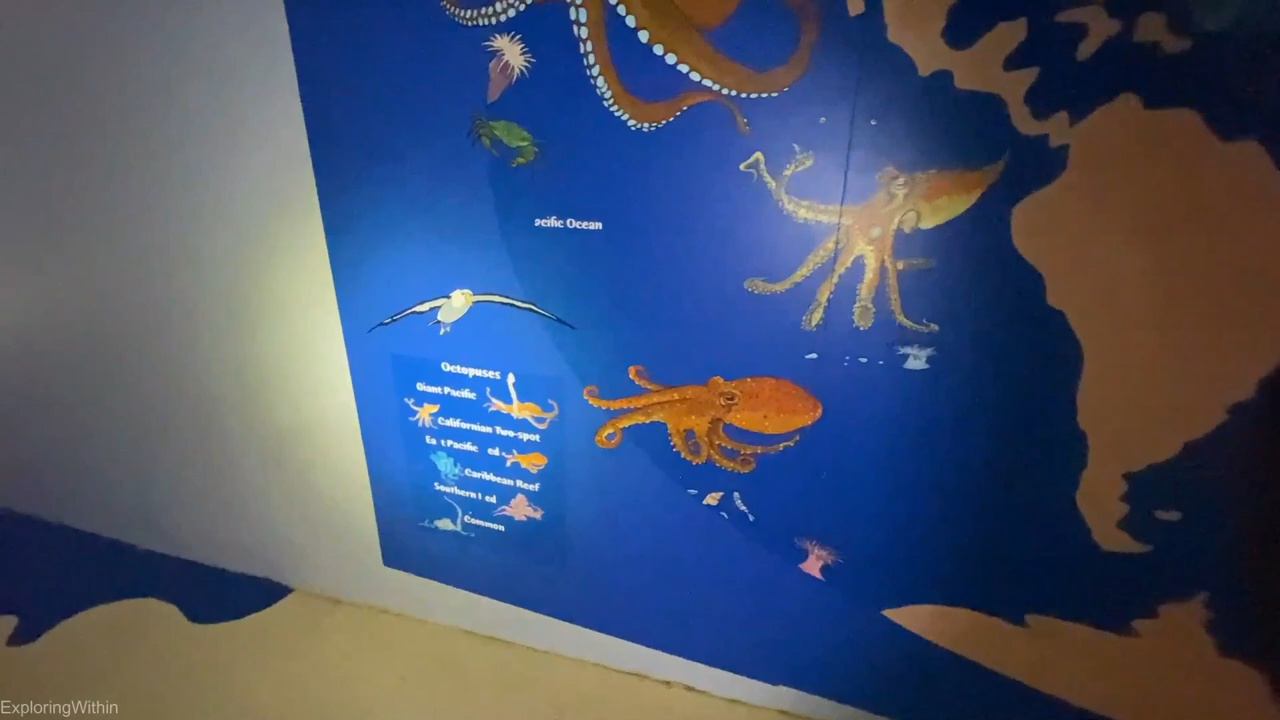 acific Ocean
Octopuses
Giant Pacific
Californian Two-spot
Ea t Pacific ed
Caribbean Reef
Southern ed
Common
ExploringWithin